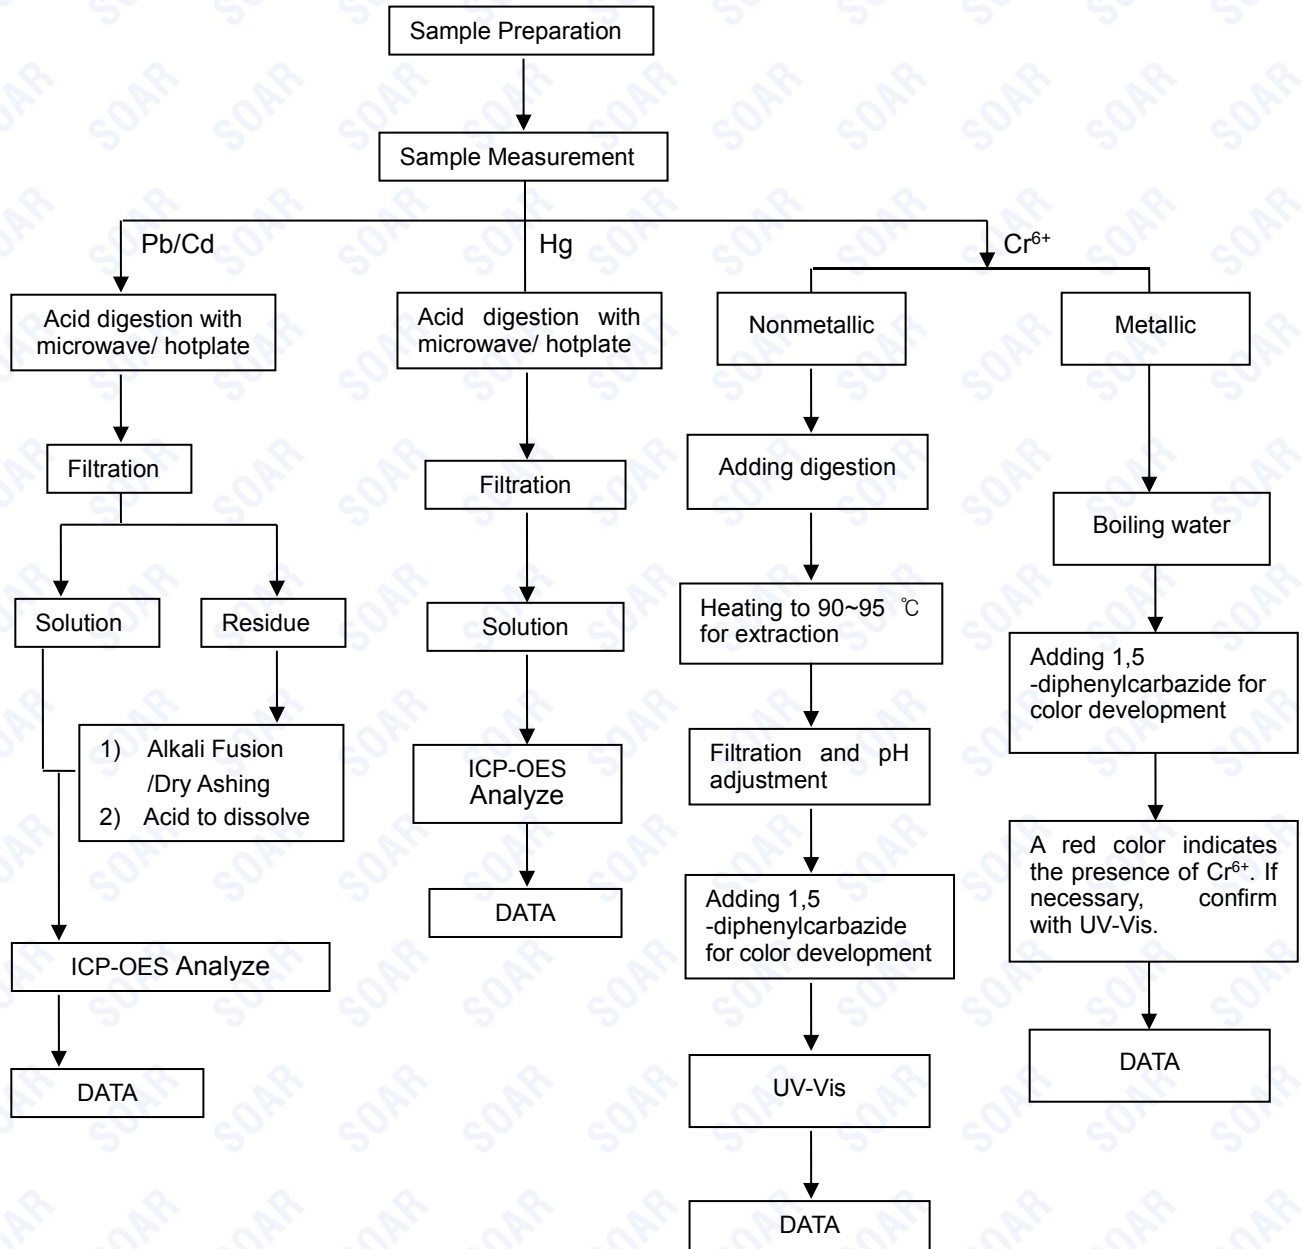 Sample Preparation
Sample Measurement
Pb/Cd
Hg
Cr⁶⁺
Acid digestion with
microwave/ hotplate
Filtration
Solution
Residue
1) Alkali Fusion
/Dry Ashing
2) Acid to dissolve
ICP-OES Analyze
DATA
Acid digestion with
microwave/ hotplate
Filtration
Solution
ICP-OES
Analyze
DATA
Nonmetallic
Adding digestion
Heating to 90~95 ℃
for extraction
Filtration and pH
adjustment
Adding 1,5
-diphenylcarbazide
for color development
UV-Vis
DATA
Metallic
Boiling water
Adding 1,5
-diphenylcarbazide for
color development
A red color indicates
the presence of Cr⁶⁺. If
necessary, confirm
with UV-Vis.
DATA
SOAR